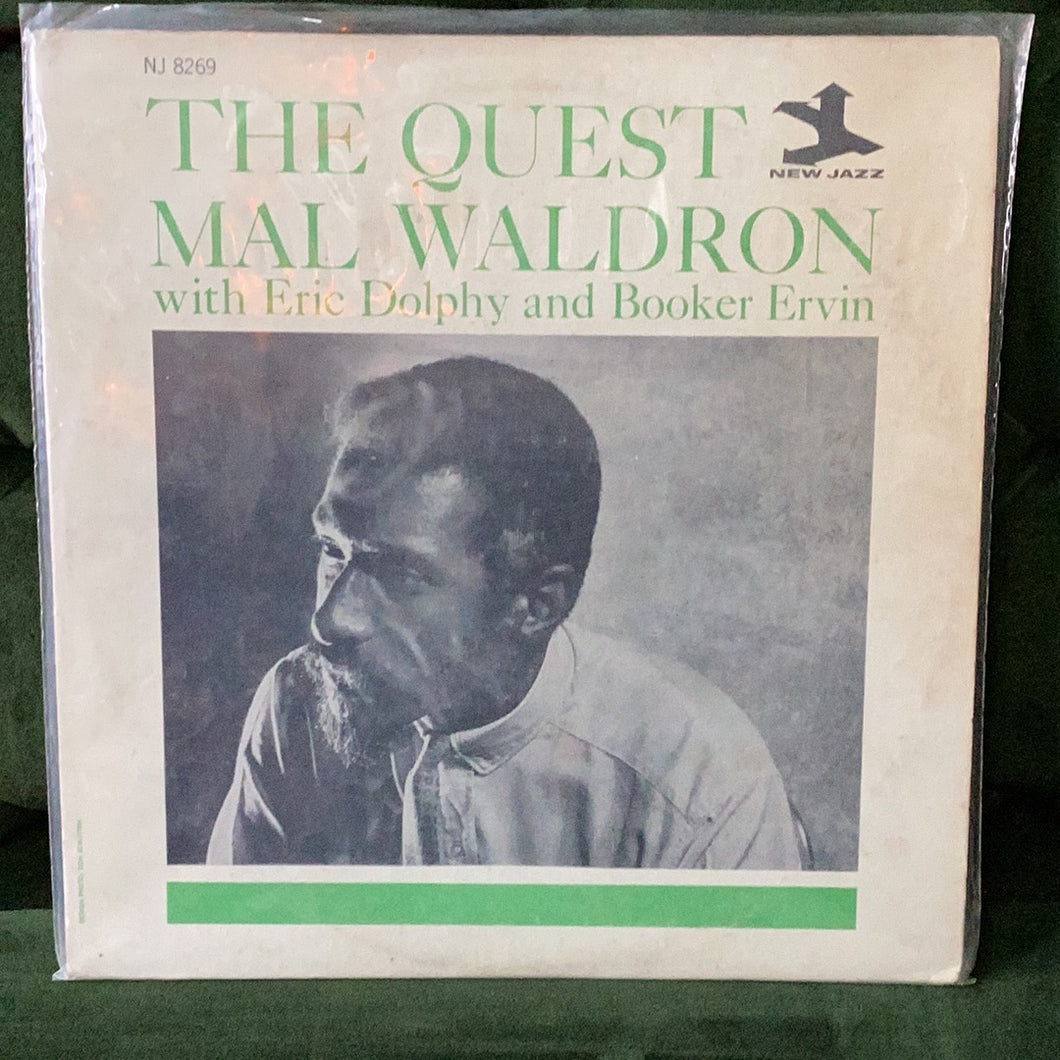 NJ 8269
THE QUEST
NEW JAZZ
MAL WALDRON
with Eric Dolphy and Booker Ervin